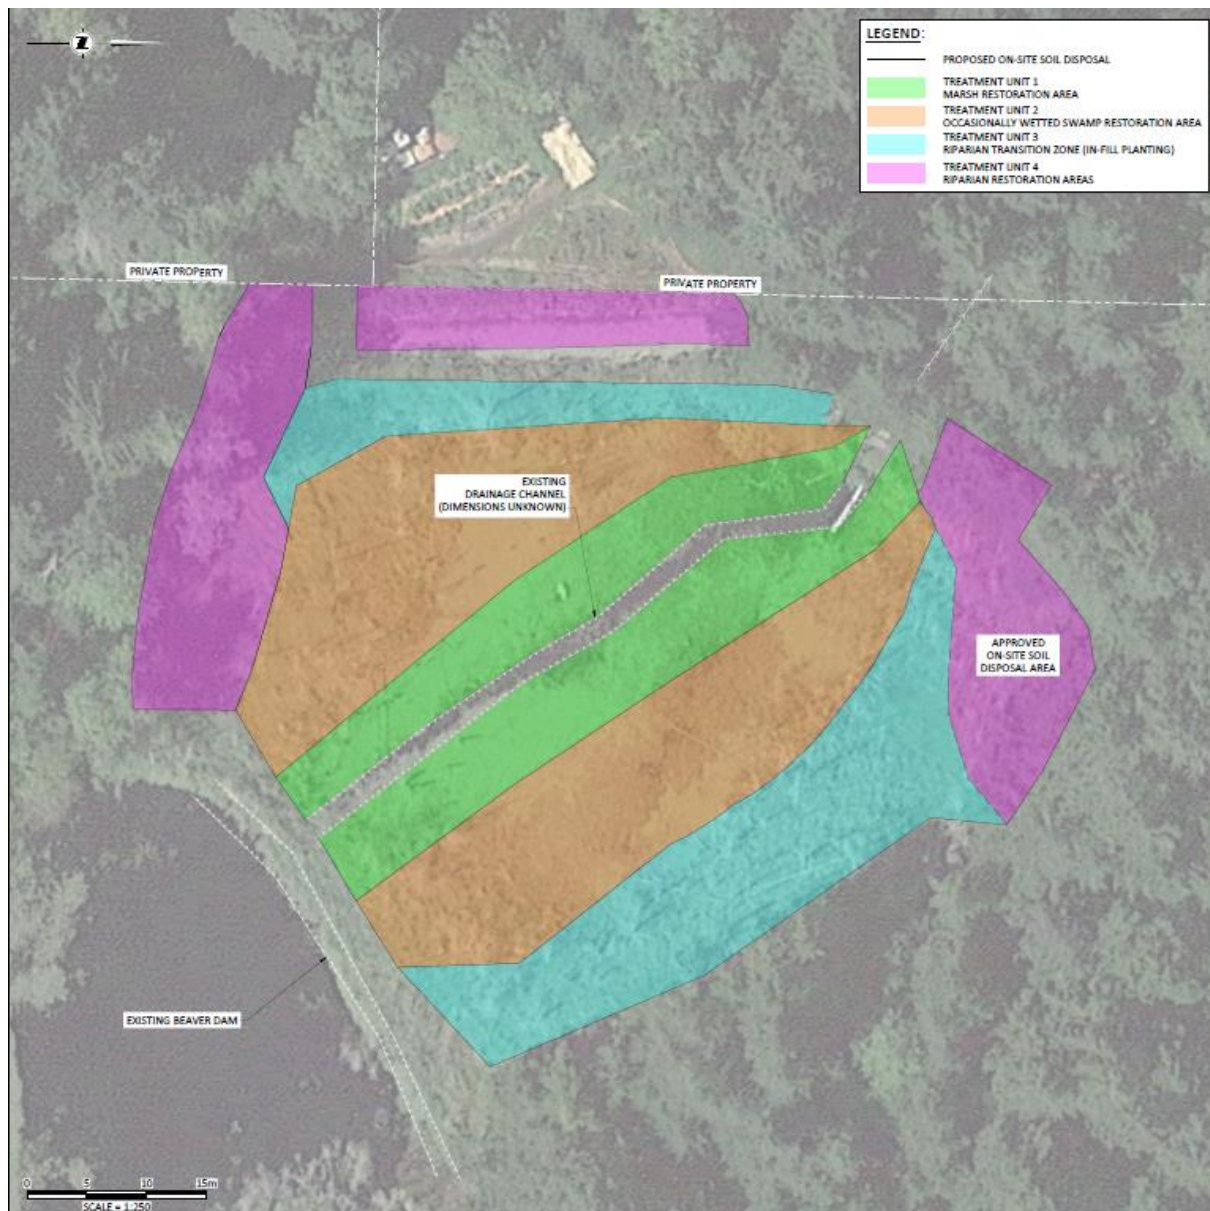 Z
LEGEND:
PROPOSED ON-SITE SOIL DISPOSAL
TREATMENT UNIT 1
MARSH RESTORATION AREA
TREATMENT UNIT 2
OCCASIONALLY WETTED SWAMP RESTORATION AREA
TREATMENT UNIT 3
RIPARIAN TRANSITION ZONE (IN-FILL PLANTING)
TREATMENT UNIT 4
RIPARIAN RESTORATION AREAS
PRIVATE PROPERTY
PRIVATE PROPERTY
EXISTING
DRAINAGE CHANNEL
(DIMENSIONS UNKNOWN)
APPROVED
ON-SITE SOIL
DISPOSAL AREA
EXISTING BEAVER DAM
0 5 10 15m
SCALE = 1:250